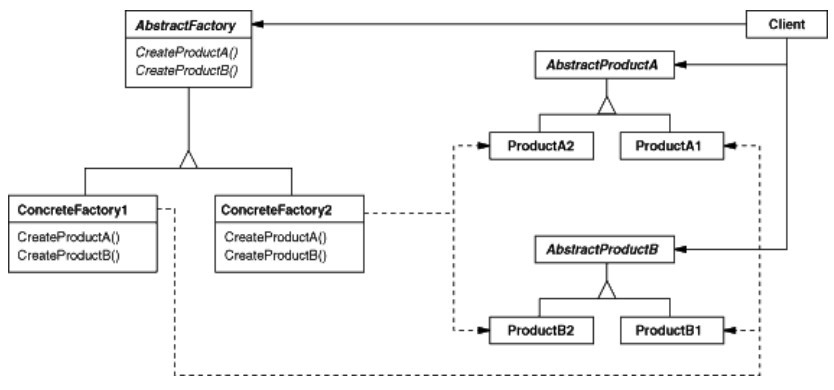 AbstractFactory
CreateProductA()
CreateProductB()
Client
AbstractProductA
ProductA2
ProductA1
ConcreteFactory1
CreateProductA()
CreateProductB()
ConcreteFactory2
CreateProductA()
CreateProductB()
AbstractProductB
ProductB2
ProductB1